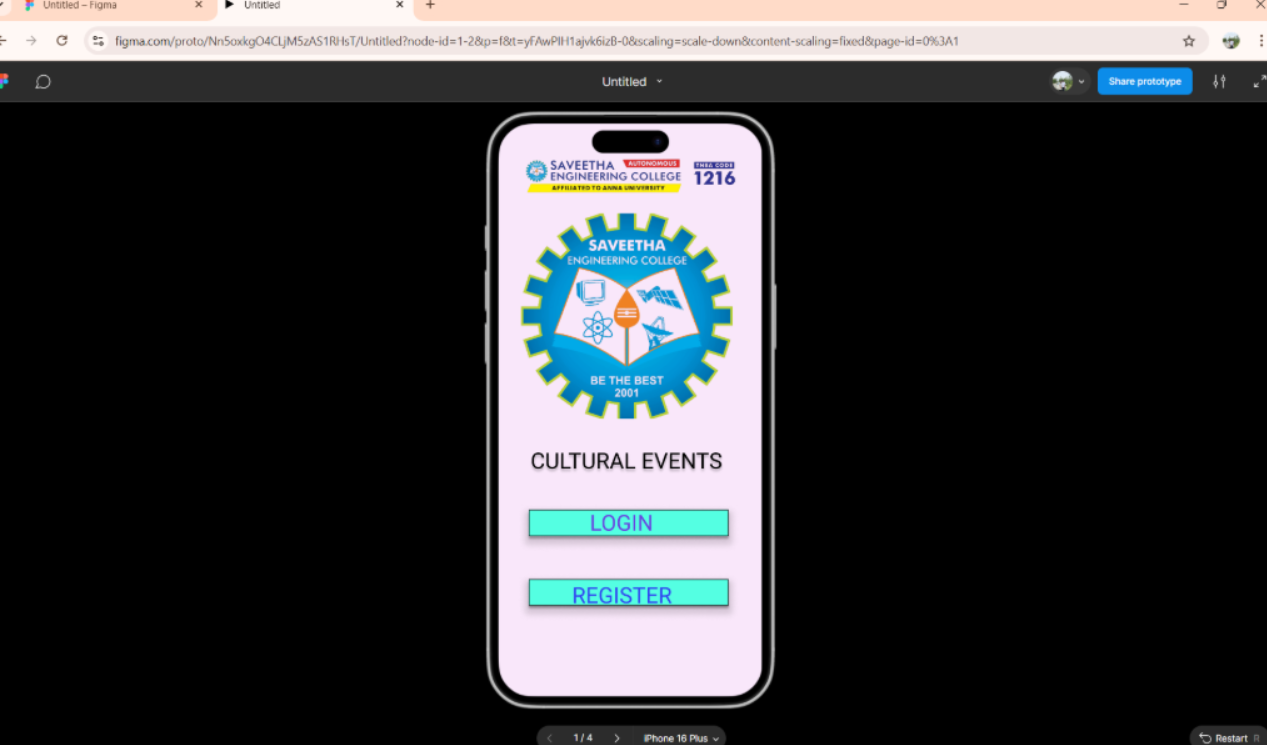 Untitled – Figma
Untitled
figma.com/proto/Nn5oxkgO4CLjM5zAS1RHsT/Untitled?node-id=1-2&p=f&t=yFAwPIH1ajvk6izB-0&scaling=scale-down&content-scaling=fixed&page-id=0%3A1
Untitled
Share prototype
SAVEETHA AUTONOMOUS
ENGINEERING COLLEGE
AFFILIATED TO ANNA UNIVERSITY
TNEA CODE
1216
SAVEETHA
ENGINEERING COLLEGE
BE THE BEST
2001
CULTURAL EVENTS
LOGIN
REGISTER
1 / 4
iPhone 16 Plus
Restart R